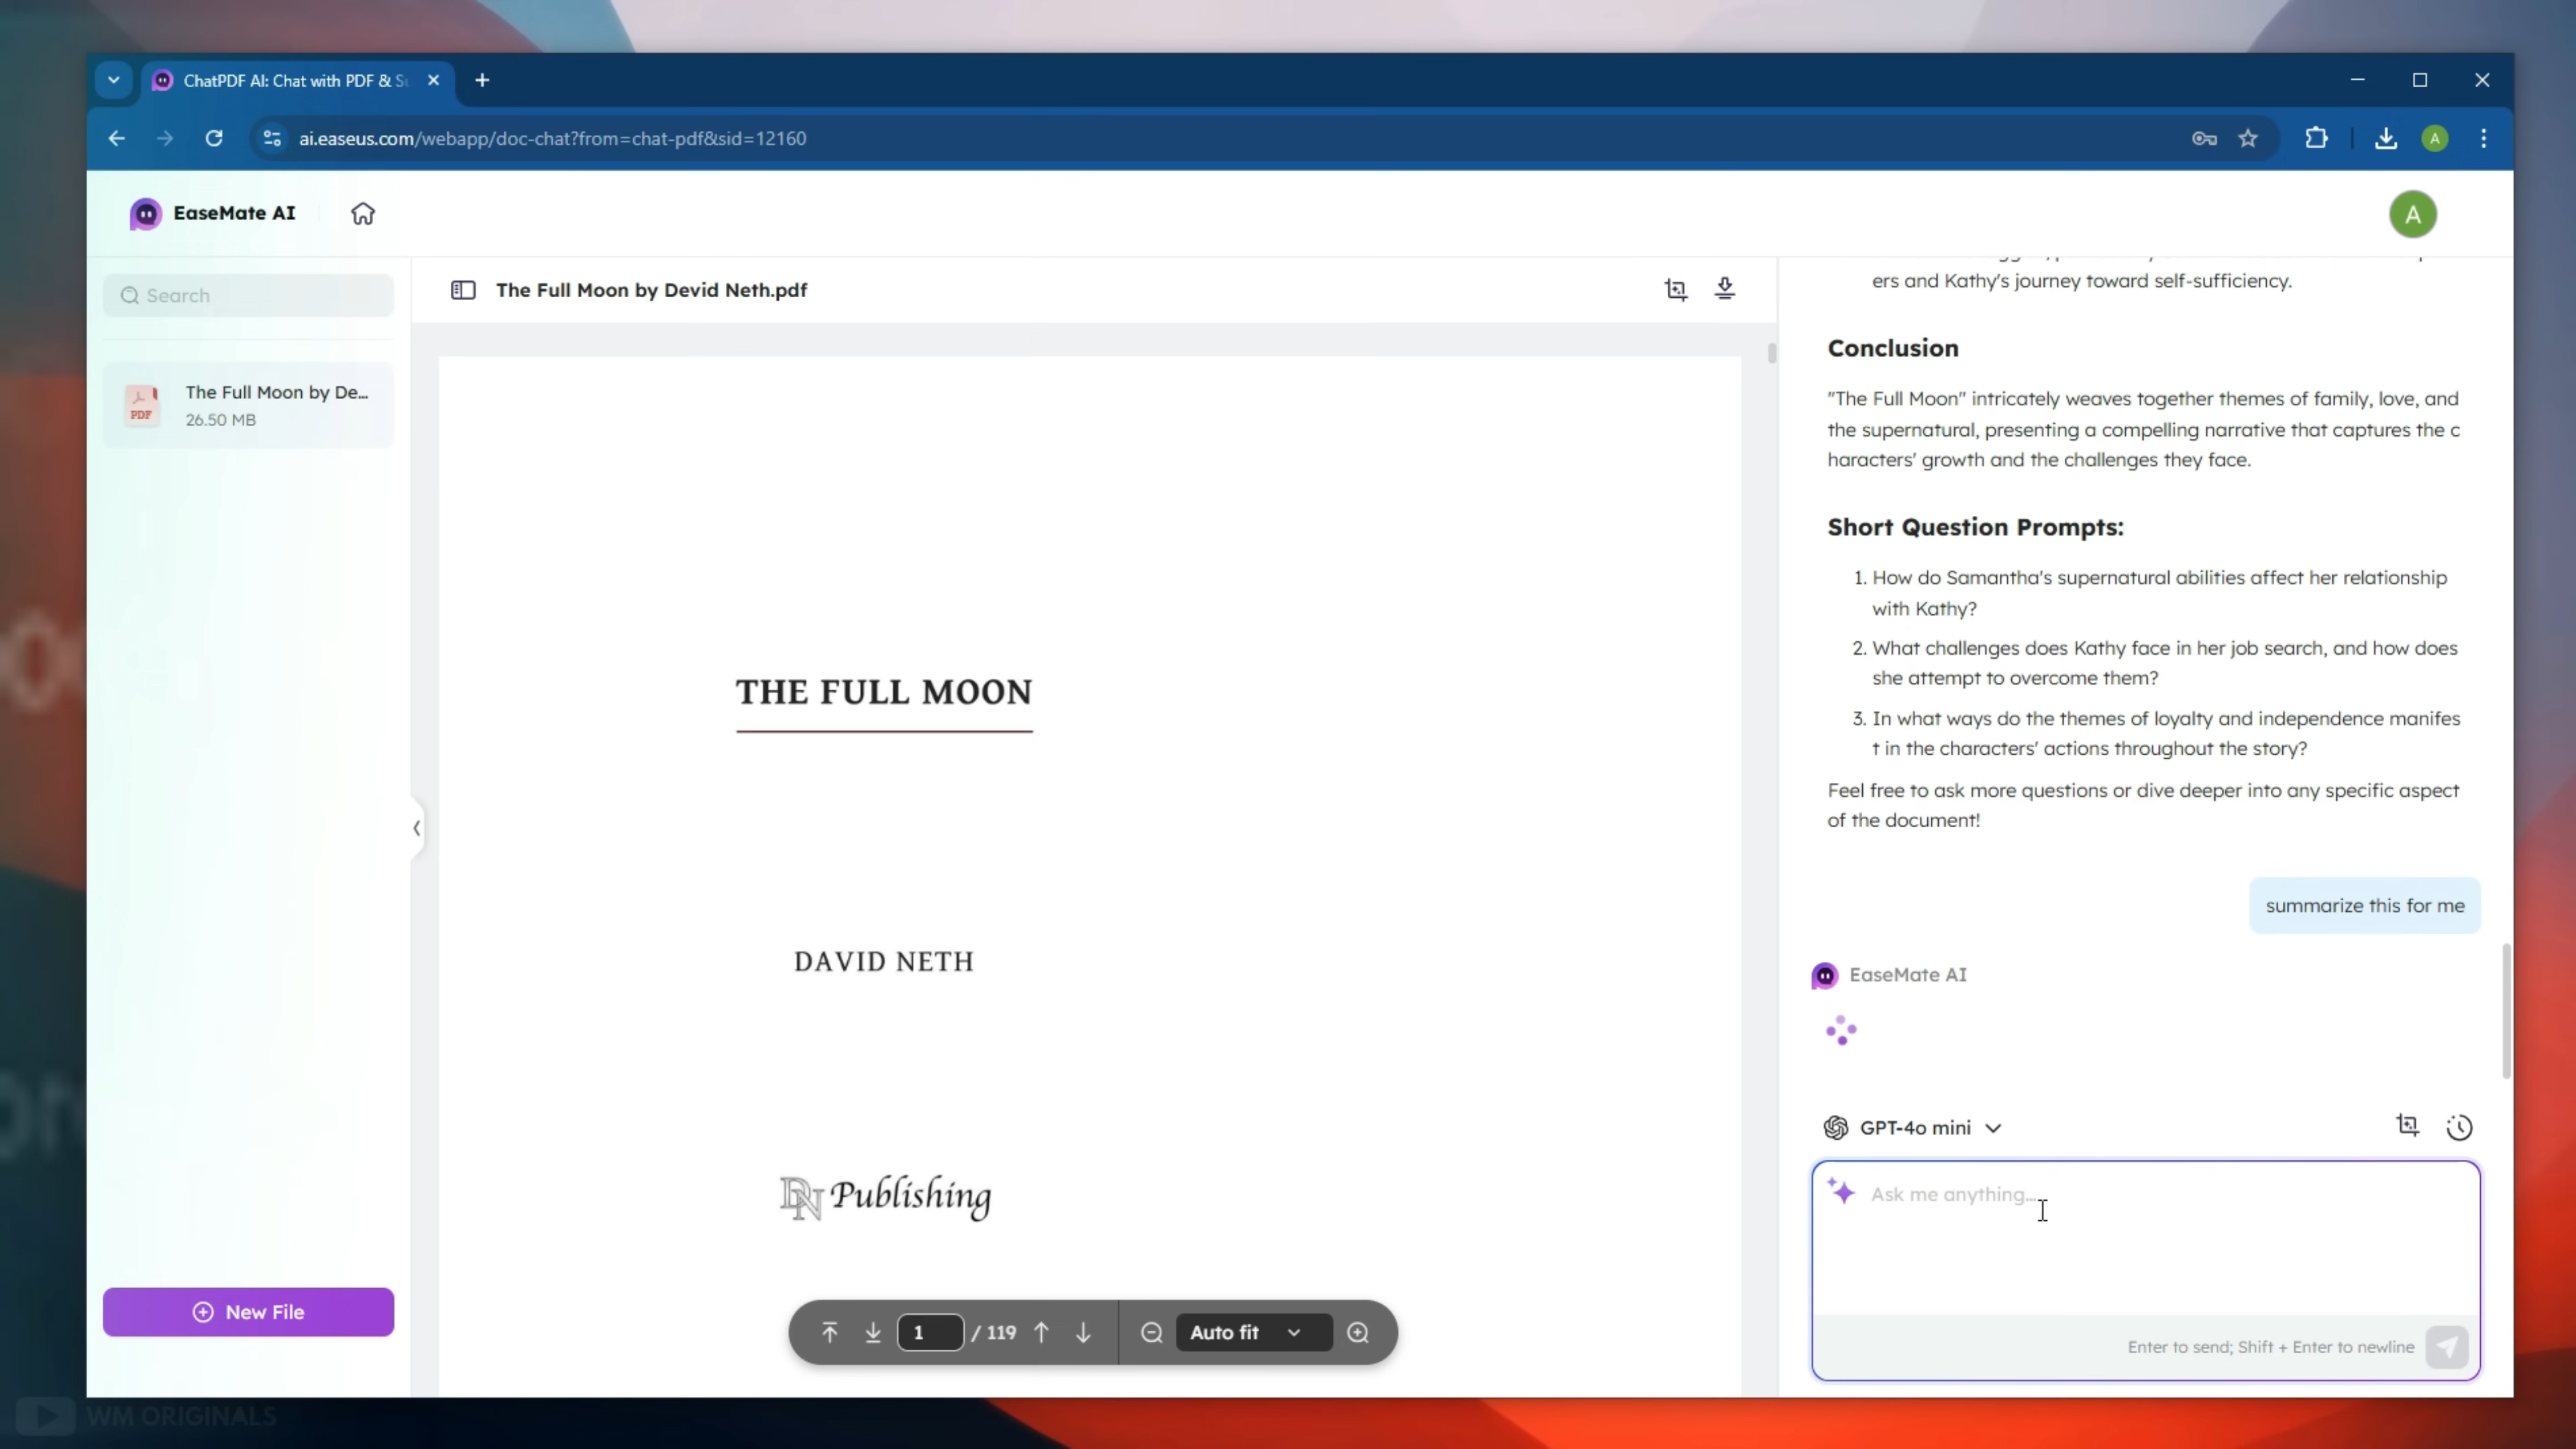 ChatPDF AI: Chat with PDF & Su
ai.easeus.com/webapp/doc-chat?from=chat-pdf&sid=12160
A
EaseMate AI
A
Search
The Full Moon by De...
PDF
26.50 MB
New File
The Full Moon by Devid Neth.pdf
THE FULL MOON
DAVID NETH
DN Publishing
1 / 119
Auto fit
ers and Kathy's journey toward self-sufficiency.
Conclusion
"The Full Moon" intricately weaves together themes of family, love, and
the supernatural, presenting a compelling narrative that captures the c
haracters' growth and the challenges they face.
Short Question Prompts:
1. How do Samantha's supernatural abilities affect her relationship
with Kathy?
2. What challenges does Kathy face in her job search, and how does
she attempt to overcome them?
3. In what ways do the themes of loyalty and independence manifes
t in the characters' actions throughout the story?
Feel free to ask more questions or dive deeper into any specific aspect
of the document!
summarize this for me
EaseMate AI
GPT-4o mini
Ask me anything...
Enter to send; Shift + Enter to newline
WM ORIGINALS